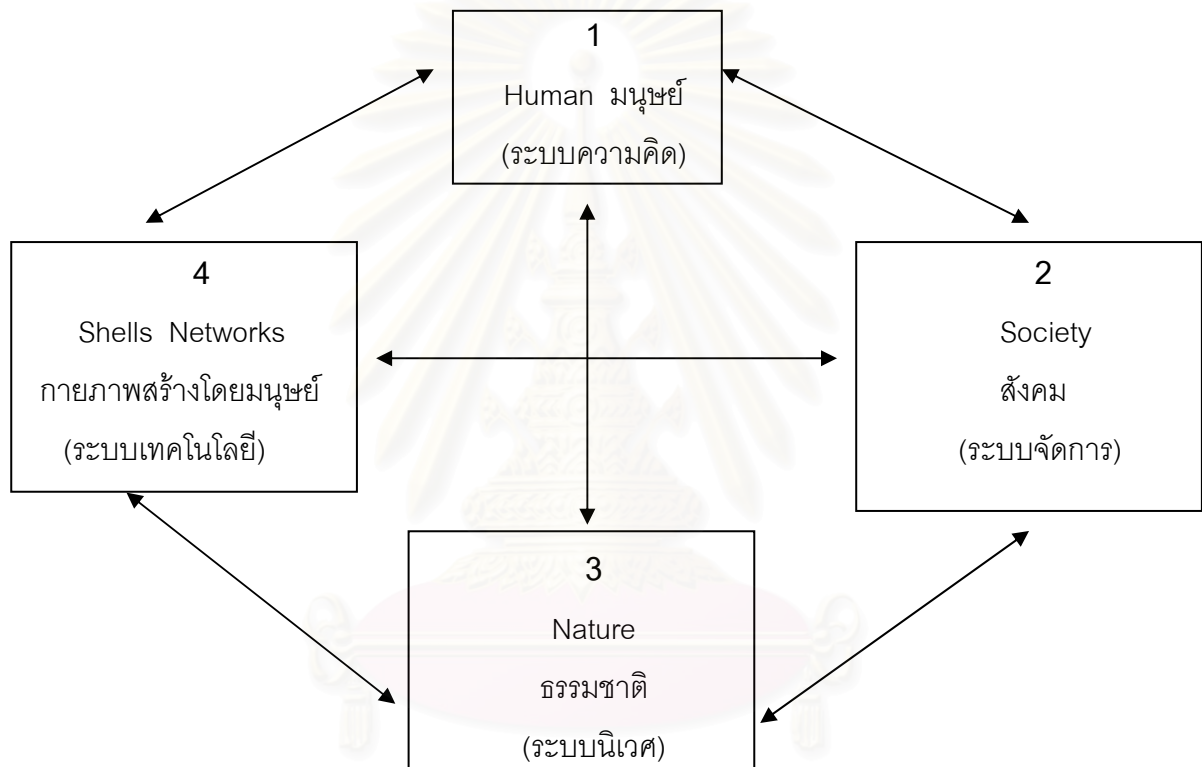 1
Human มนุษย์
(ระบบความคิด)
4
Shells Networks
กายภาพสร้างโดยมนุษย์
(ระบบเทคโนโลยี)
2
Society
สังคม
(ระบบจัดการ)
3
Nature
ธรรมชาติ
(ระบบนิเวศ)